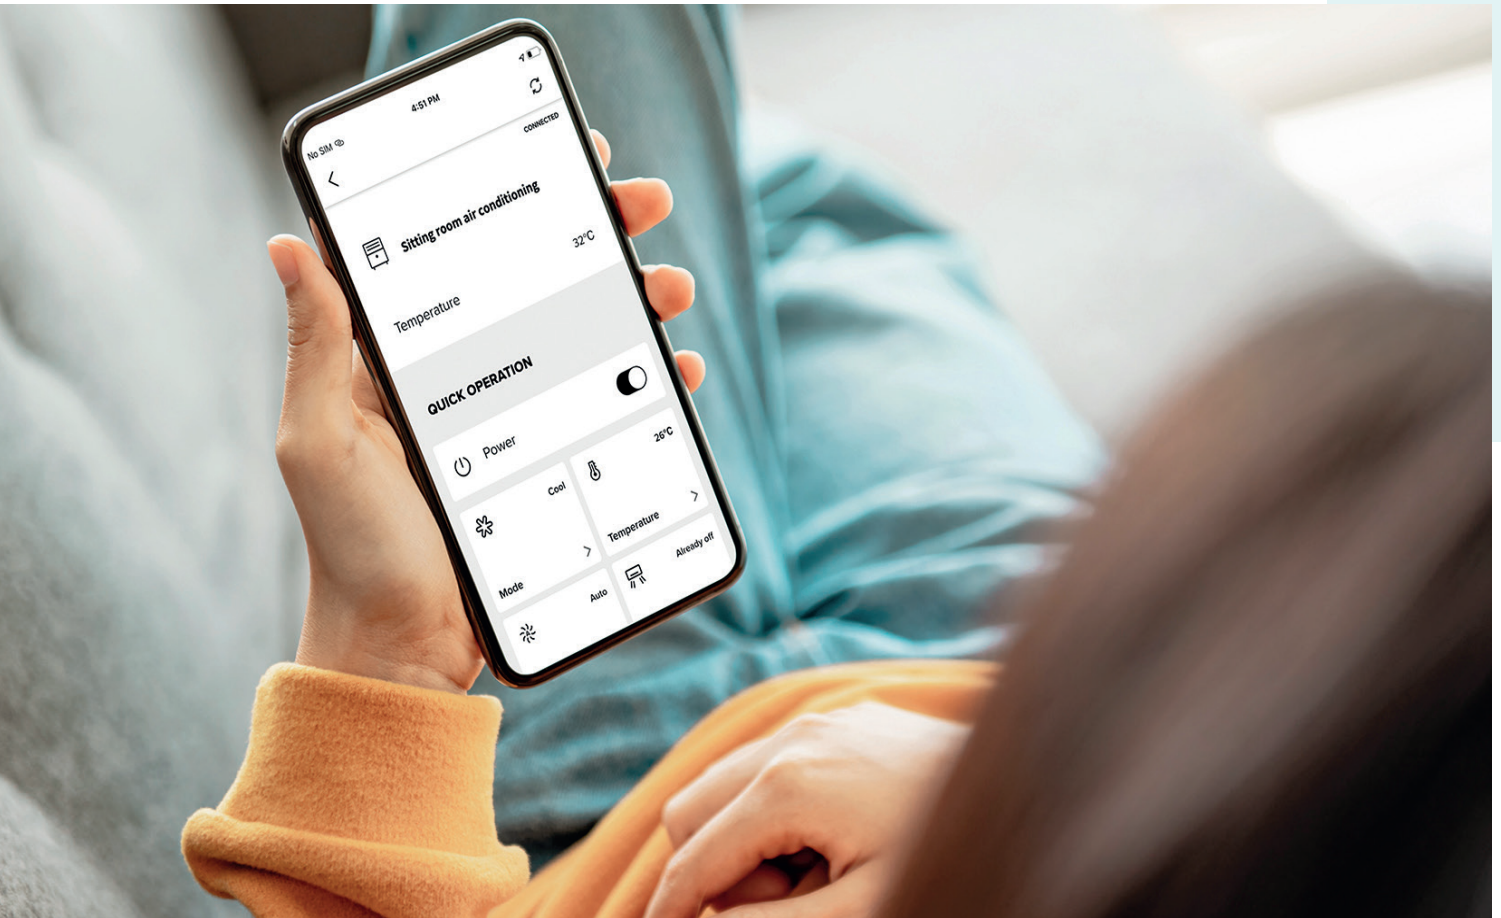 No SIM
4:51 PM
CONNECTED
Sitting room air conditioning
Temperature 32°C
QUICK OPERATION
Power
Cool
Mode
26°C
Temperature
Auto
Already off